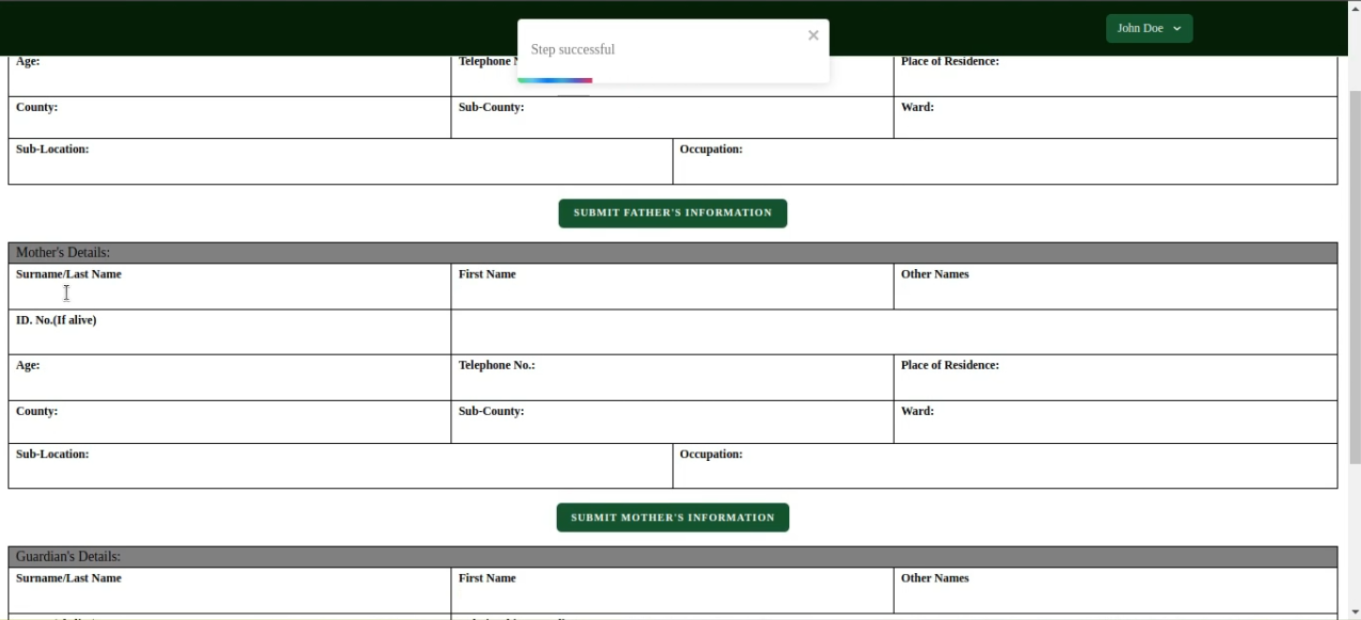 John Doe
Step successful
Age:
Telephone
Place of Residence:
County:
Sub-County:
Ward:
Sub-Location:
Occupation:
SUBMIT FATHER'S INFORMATION
Mother's Details:
Surname/Last Name
First Name
Other Names
ID. No.(If alive)
Age:
Telephone No.:
Place of Residence:
County:
Sub-County:
Ward:
Sub-Location:
Occupation:
SUBMIT MOTHER'S INFORMATION
Guardian's Details:
Surname/Last Name
First Name
Other Names